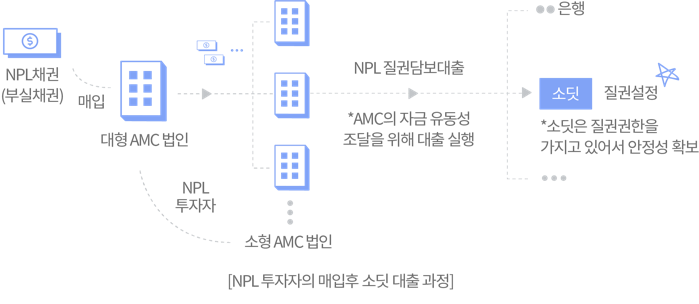 NPL채권
(부실채권)
매입
대형 AMC 법인
NPL
투자자
소형 AMC 법인
NPL 질권담보대출
*AMC의 자금 유동성
조달을 위해 대출 실행
은행
소딧
질권설정
*소딧은 질권권한을
가지고 있어서 안정성 확보
[NPL 투자자의 매입후 소딧 대출 과정]